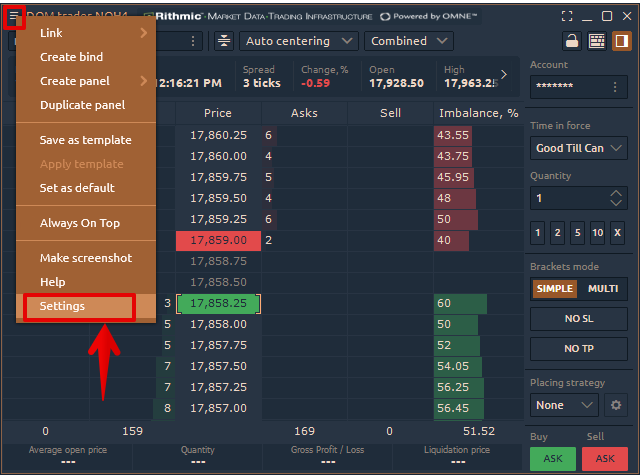 DOM trader NQH4
Rithmic · MARKET DATA·TRADING INFRASTRUCTURE
Powered by OMNE™
Link
Create bind
Create panel
Duplicate panel
Save as template
Apply template
Set as default
Always On Top
Make screenshot
Help
Settings
Auto centering
Combined
12:16:21 PM
Spread
3 ticks
Change, %
-0.59
Open
17,928.50
High
17,963.25
Price Asks Sell Imbalance, %
17,860.25 6 43.55
17,860.00 4 43.75
17,859.75 5 45.95
17,859.50 4 48
17,859.25 6 50
17,859.00 2 40
17,858.75
17,858.50
3 17,858.25 60
5 17,858.00 50
5 17,857.75 52
7 17,857.50 54.05
7 17,857.25 56.25
8 17,857.00 56.45
0 159 169 0 51.52
Average open price Quantity Gross Profit / Loss Liquidation price
--- --- --- ---
Account
*******
Time in force
Good Till Can
Quantity
1
1 2 5 10 X
Brackets mode
SIMPLE MULTI
NO SL
NO TP
Placing strategy
None
Buy Sell
ASK ASK